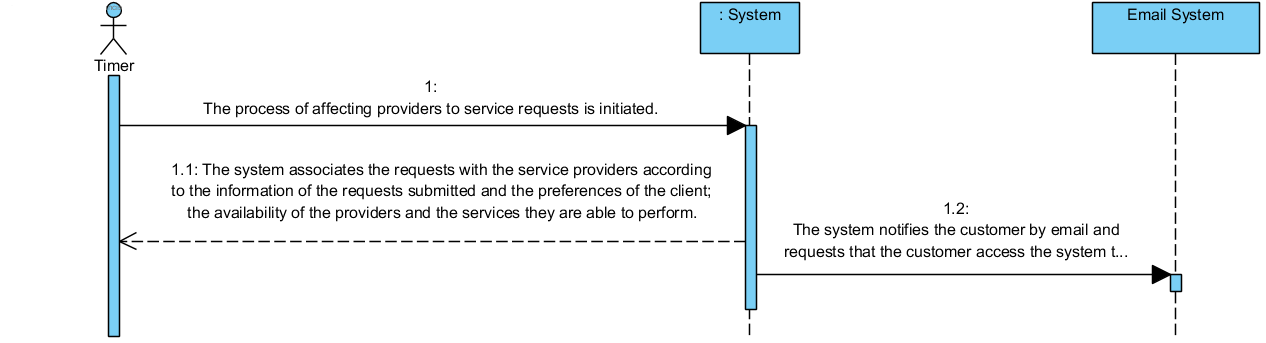 : System
Email System
Timer
1:
The process of affecting providers to service requests is initiated.
1.1: The system associates the requests with the service providers according
to the information of the requests submitted and the preferences of the client;
the availability of the providers and the services they are able to perform.
1.2:
The system notifies the customer by email and
requests that the customer access the system t...